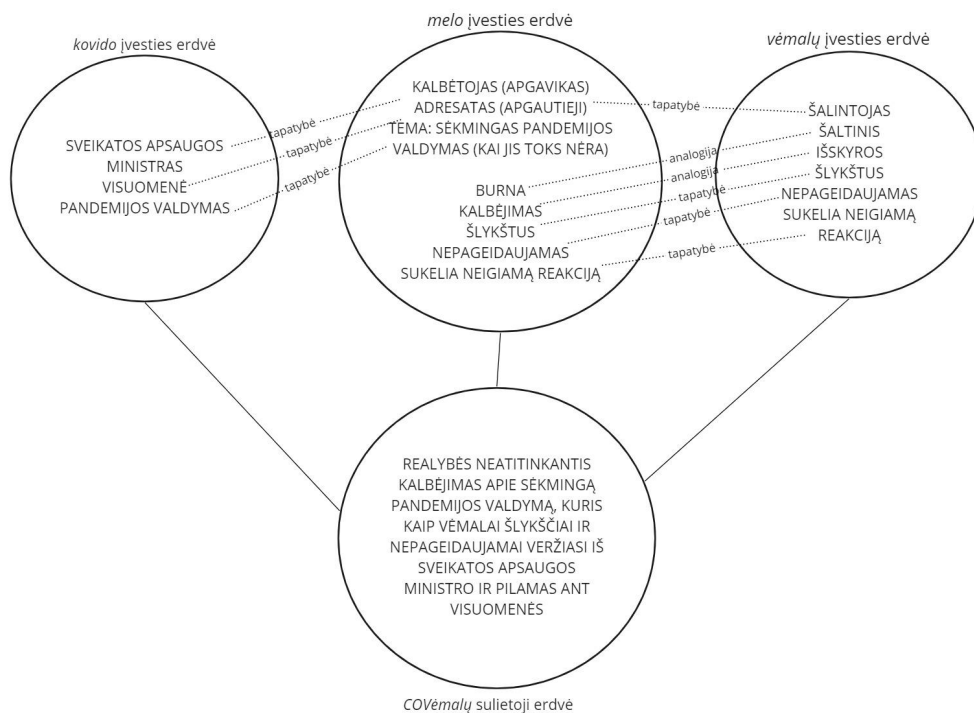 kovido įvesties erdvė
melo įvesties erdvė
vėmalų įvesties erdvė
SVEIKATOS APSAUGOS
MINISTRAS
VISUOMENĖ
PANDEMIJOS VALDYMAS
tapatybė
tapatybė
tapatybė
KALBĖTOJAS (APGAVIKAS)
ADRESATAS (APGAUTIEJI)
TEMA: SĖKMINGAS PANDEMIJOS
VALDYMAS (KAI JIS TOKS NĖRA)
BURNA
KALBĖJIMAS
ŠLYKŠTUS
NEPAGEIDAUJAMAS
SUKELIA NEIGIAMĄ REAKCIJĄ
tapatybė
analogija
analogija
tapatybė
tapatybė
tapatybė
ŠALINTOJAS
ŠALTINIS
IŠSKYROS
ŠLYKŠTUS
NEPAGEIDAUJAMAS
SUKELIA NEIGIAMĄ
REAKCIJĄ
REALYBĖS NEATITINKANTIS
KALBĖJIMAS APIE SĖKMINGĄ
PANDEMIJOS VALDYMĄ, KURIS
KAIP VĖMALAI ŠLYKŠČIAI IR
NEPAGEIDAUJAMAI VERŽIASI IŠ
SVEIKATOS APSAUGOS
MINISTRO IR PILAMAS ANT
VISUOMENĖS
COVėmalų sulietoji erdvė